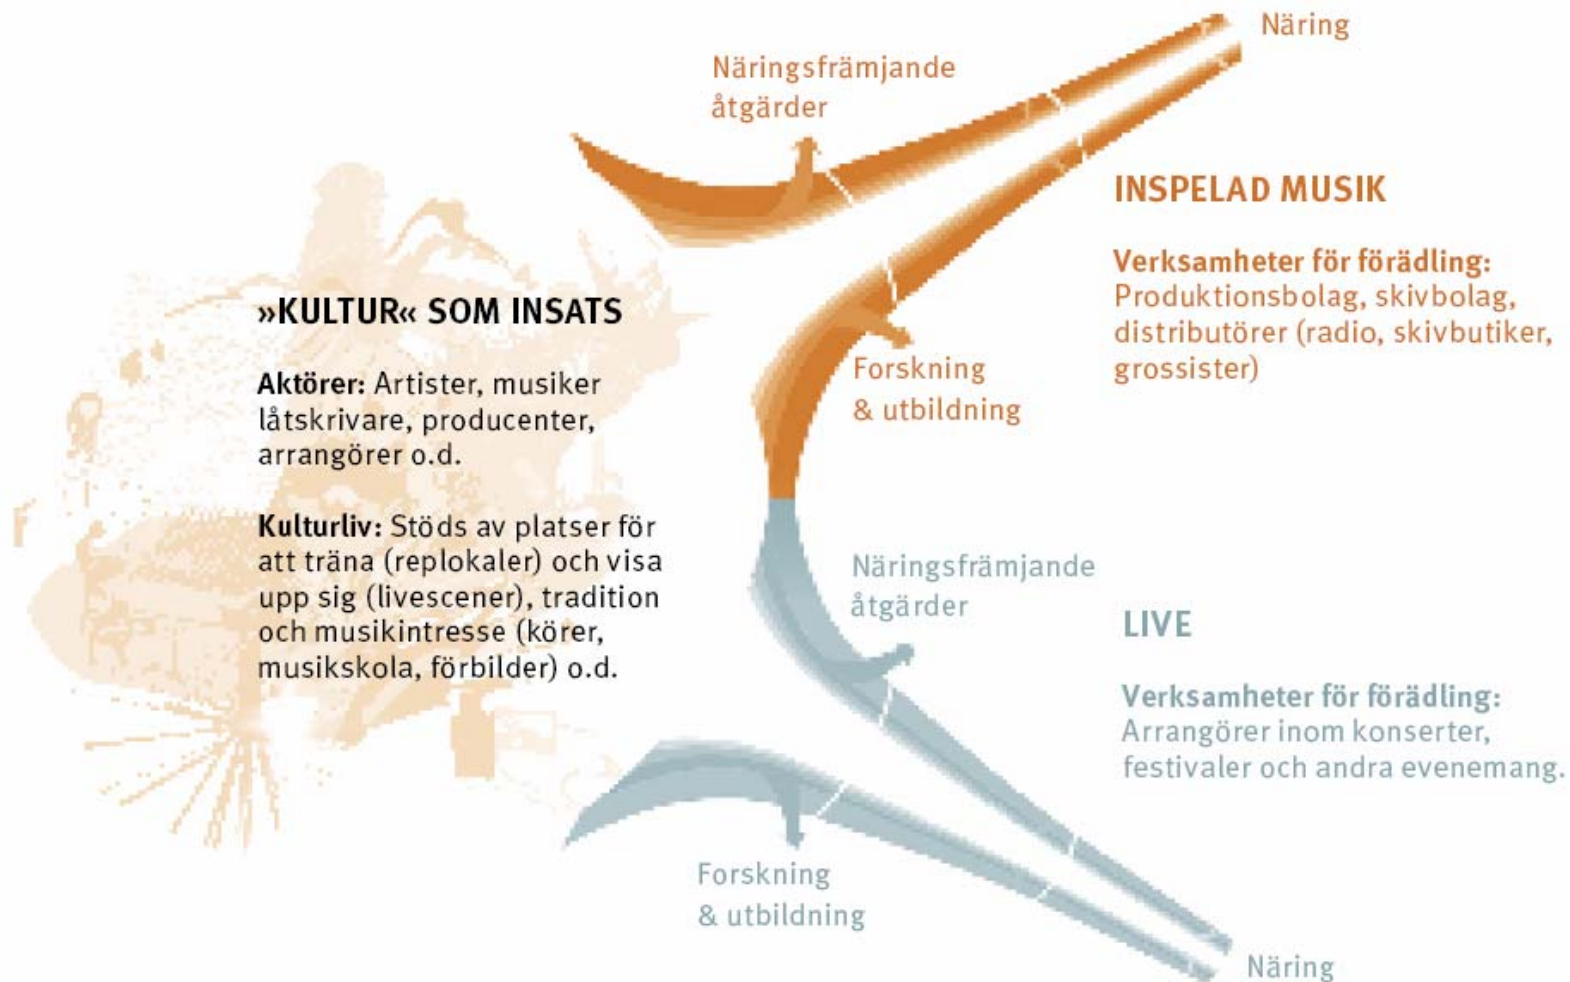 Näring
Näringsfrämjande
åtgärder
INSPELAD MUSIK
Verksamheter för förädling:
Produktionsbolag, skivbolag,
distributörer (radio, skivbutiker,
grossister)
Forskning
& utbildning
»KULTUR« SOM INSATS
Aktörer: Artister, musiker
låtskrivare, producenter,
arrangörer o.d.
Kulturliv: Stöds av platser för
att träna (replokaler) och visa
upp sig (livescener), tradition
och musikintresse (körer,
musikskola, förbilder) o.d.
Näringsfrämjande
åtgärder
LIVE
Verksamheter för förädling:
Arrangörer inom konserter,
festivaler och andra evenemang.
Forskning
& utbildning
Näring